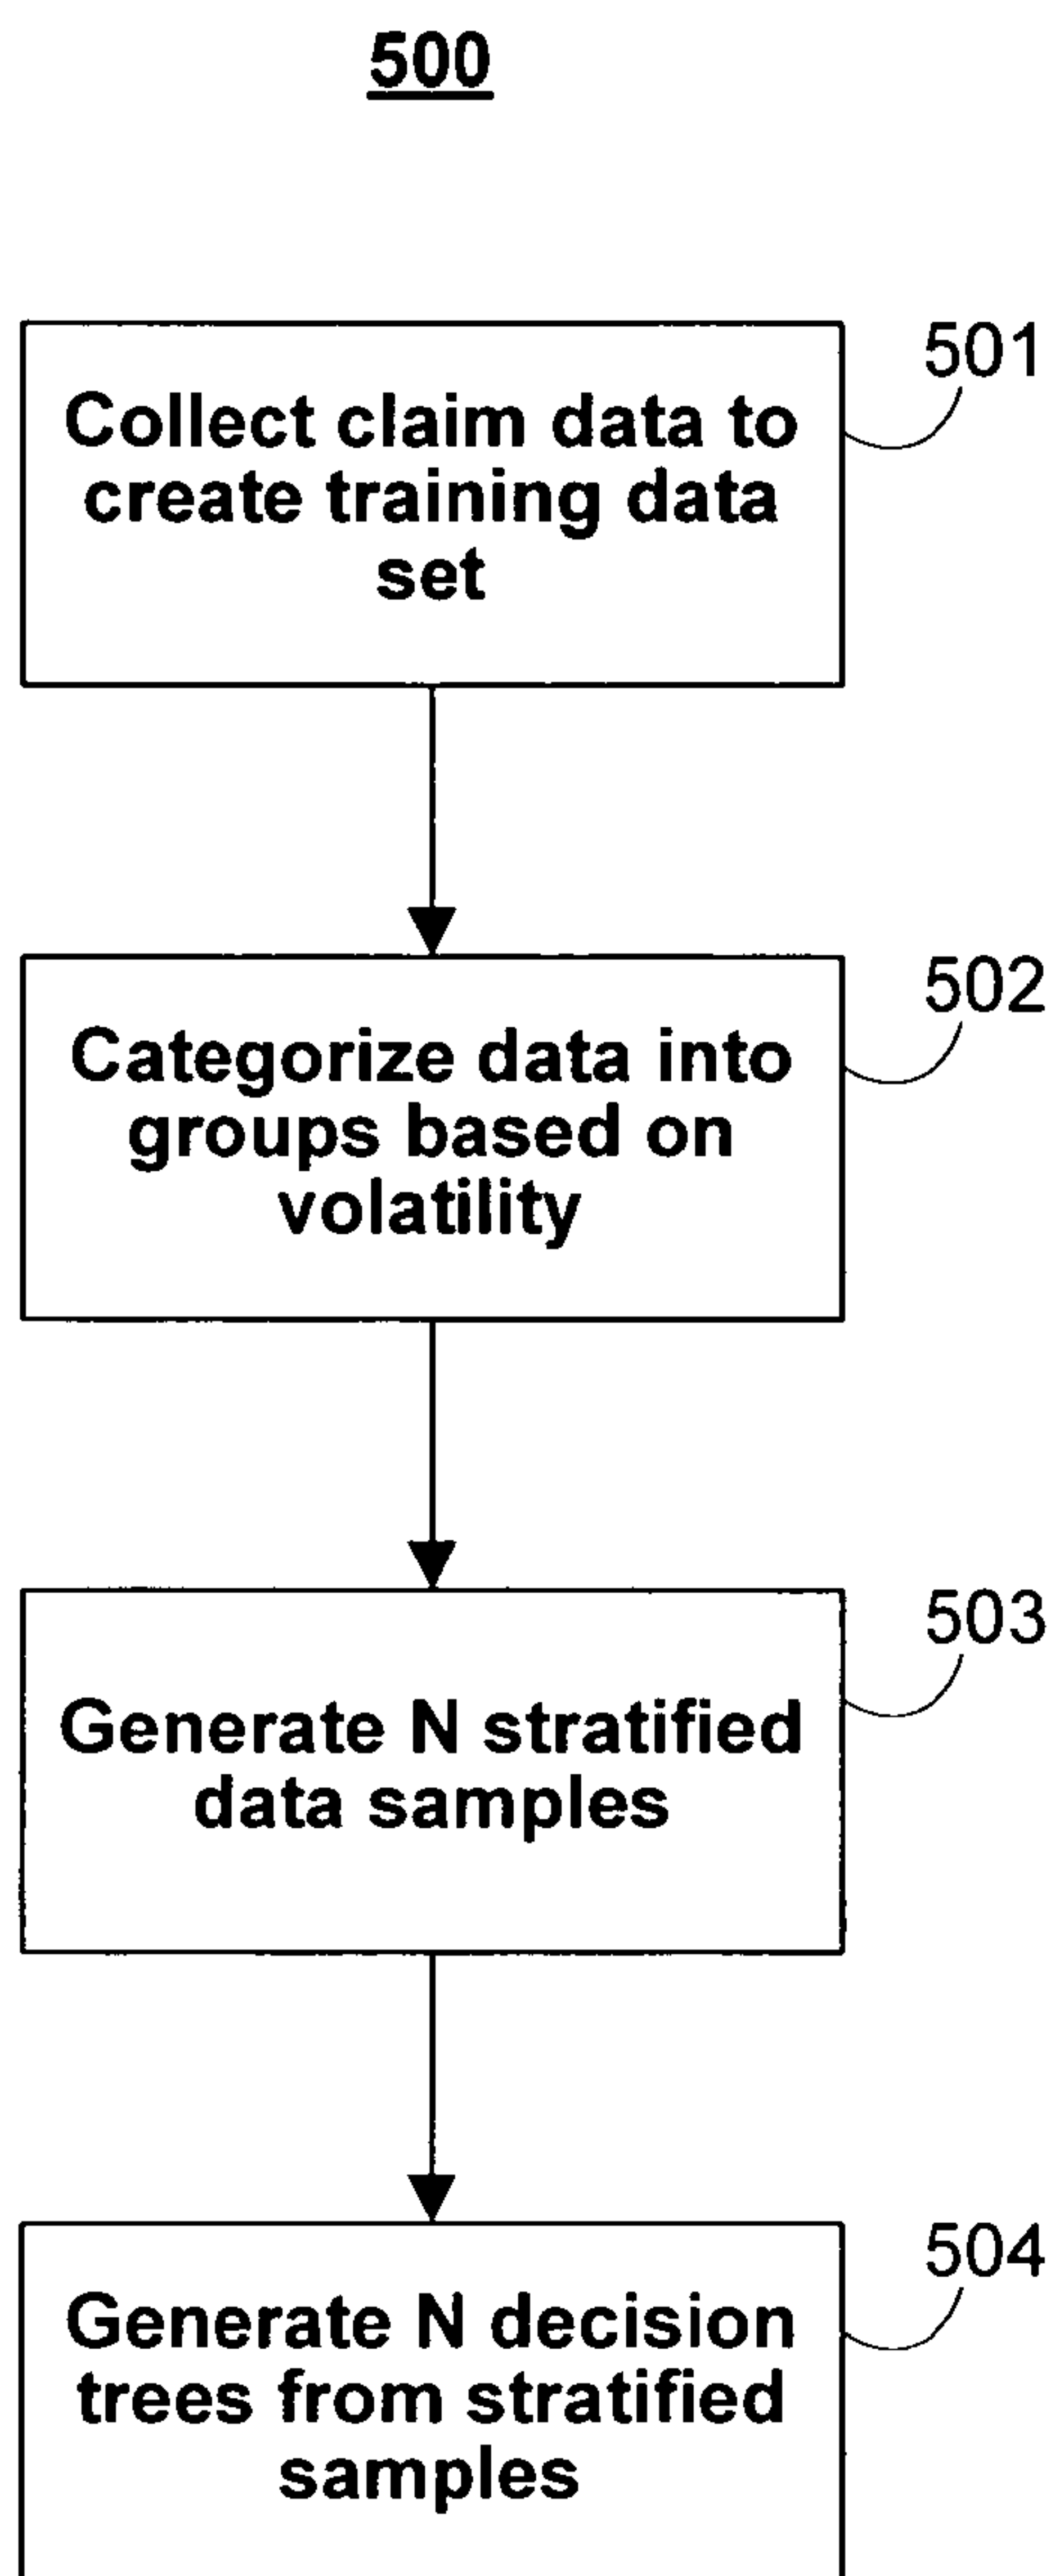 500
Collect claim data to
create training data
set
501
Categorize data into
groups based on
volatility
502
Generate N stratified
data samples
503
Generate N decision
trees from stratified
samples
504